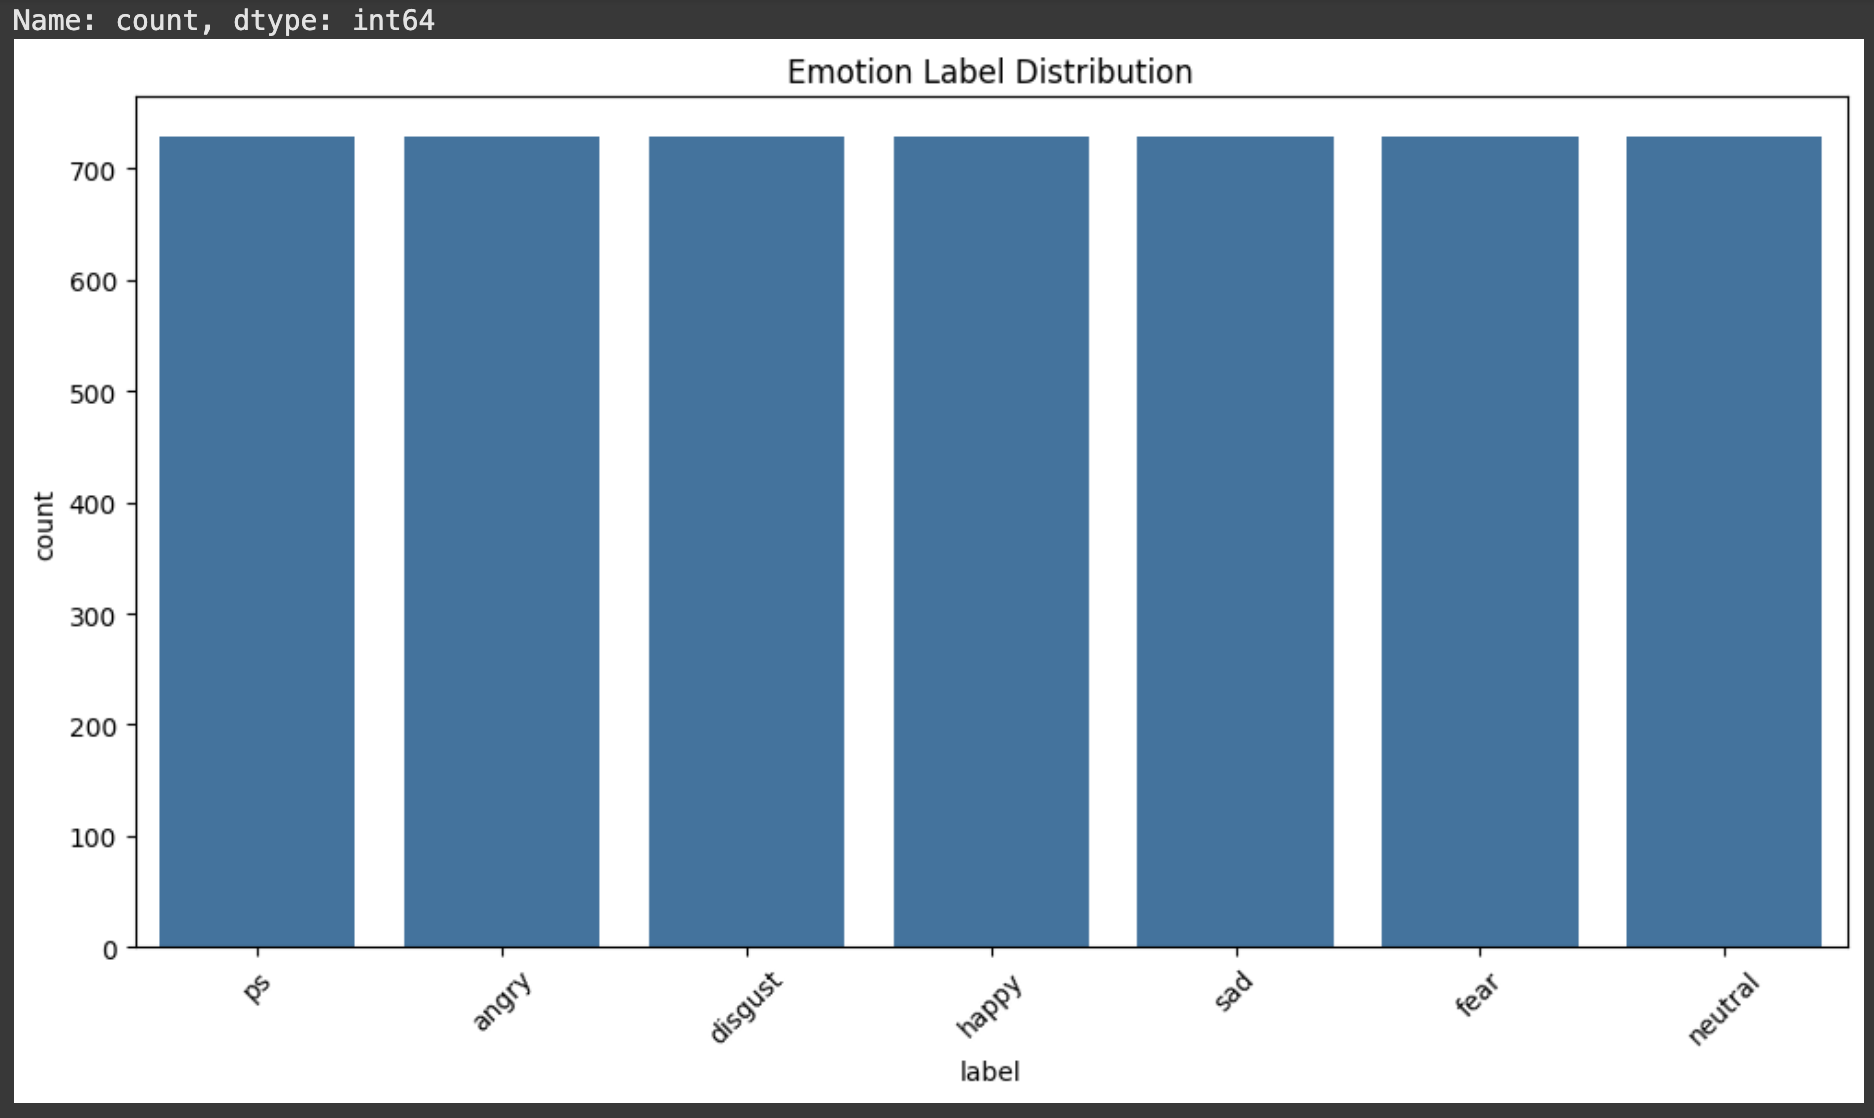 Name: count, dtype: int64
Emotion Label Distribution
700
600
500
400
300
200
100
0
count
ps
angry
disgust
happy
sad
fear
neutral
label